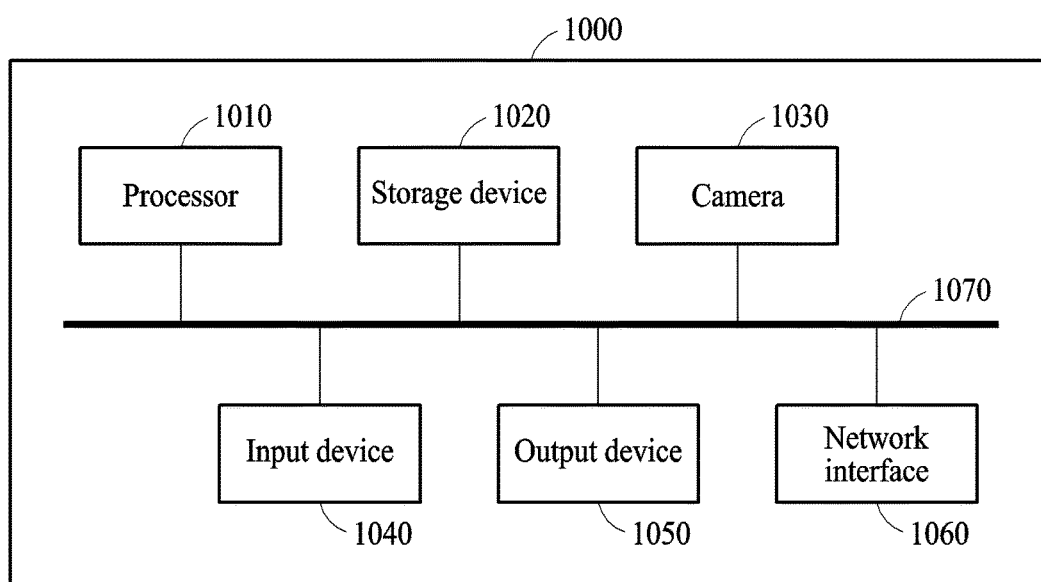 1000
1010
1020
1030
Processor
Storage device
Camera
1070
Input device
Output device
Network
interface
1040
1050
1060